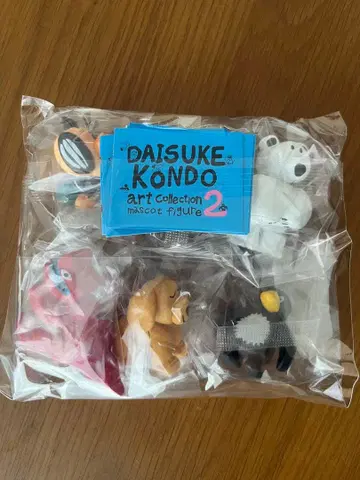 DAISUKE
KONDO
art collection
mascot figure 2